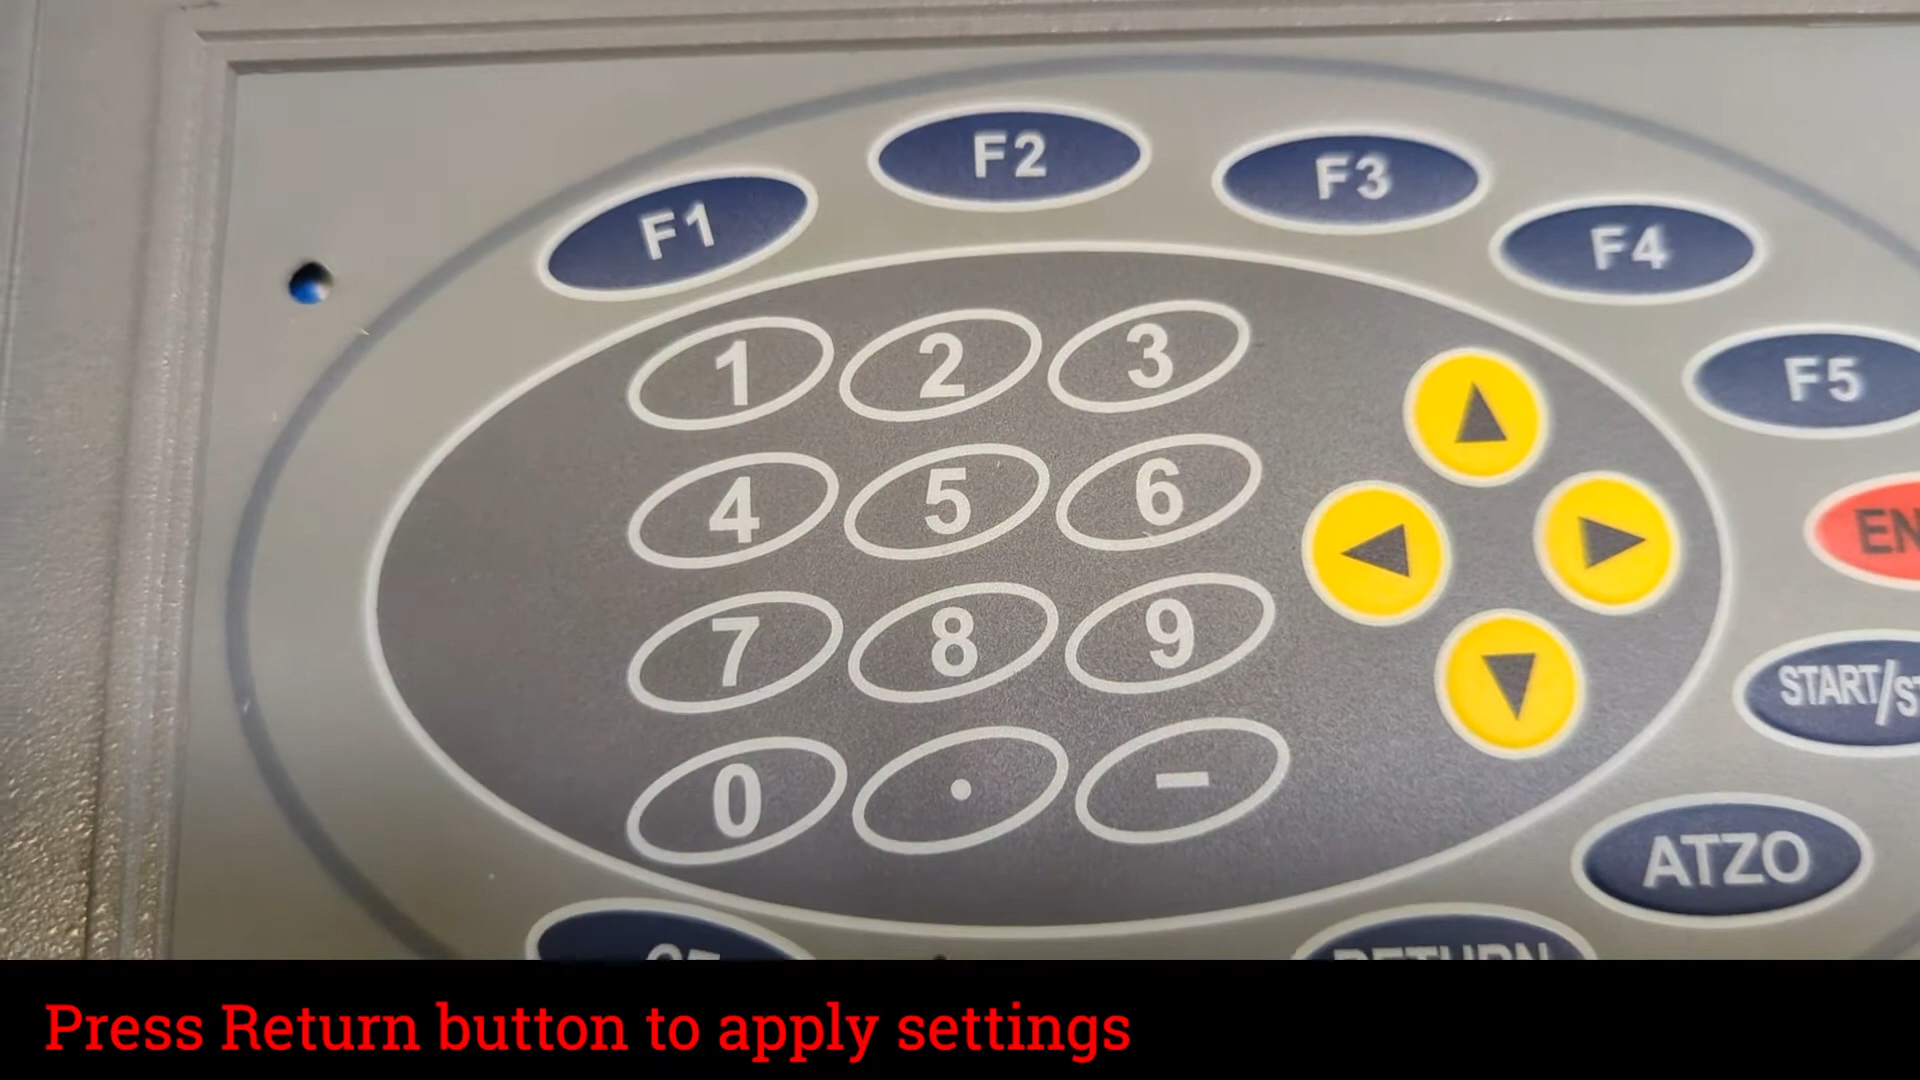 F1 F2 F3 F4
F5
1 2 3
4 5 6
7 8 9
0 . -
ATZO
RETURN
Press Return button to apply settings